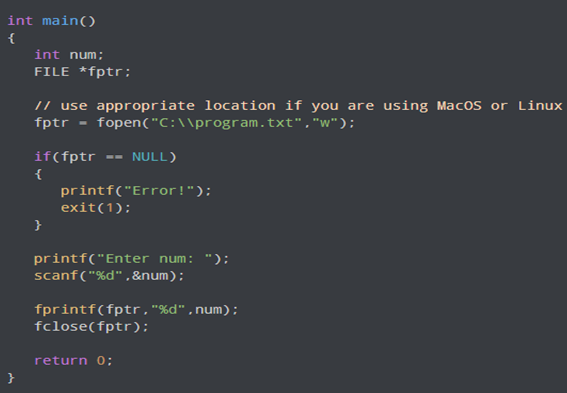 int main()
{
   int num;
   FILE *fptr;

   // use appropriate location if you are using MacOS or Linux
   fptr = fopen("C:\\program.txt","w");

   if(fptr == NULL)
   {
      printf("Error!");
      exit(1);
   }

   printf("Enter num: ");
   scanf("%d",&num);

   fprintf(fptr,"%d",num);
   fclose(fptr);

   return 0;
}